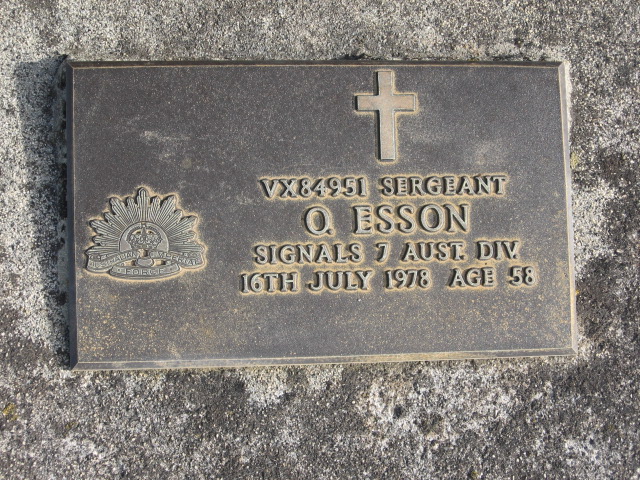 VX84951 SERGEANT
O. ESSON
SIGNALS 7 AUST. DIV.
16TH JULY 1978 AGE 58